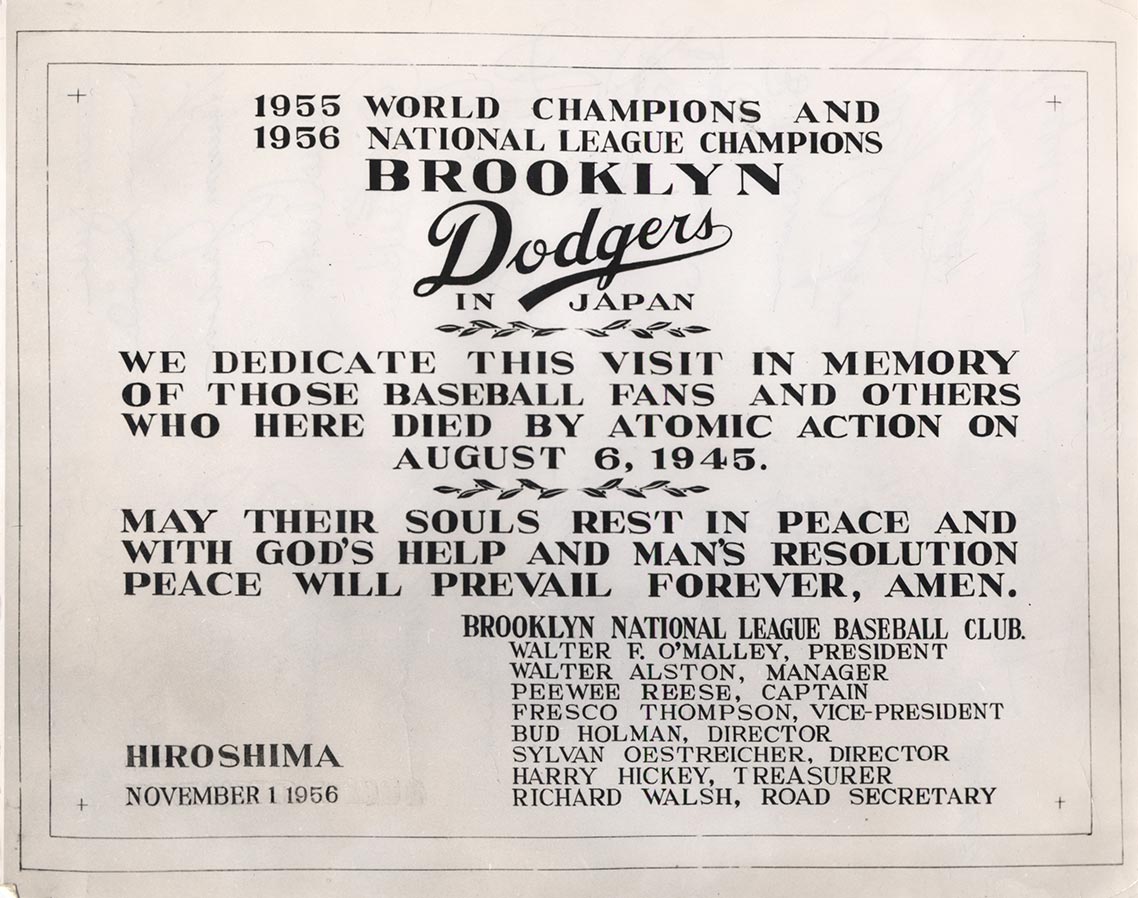 1955 WORLD CHAMPIONS AND
1956 NATIONAL LEAGUE CHAMPIONS
BROOKLYN
Dodgers
IN JAPAN
WE DEDICATE THIS VISIT IN MEMORY
OF THOSE BASEBALL FANS AND OTHERS
WHO HERE DIED BY ATOMIC ACTION ON
AUGUST 6, 1945.
MAY THEIR SOULS REST IN PEACE AND
WITH GOD'S HELP AND MAN'S RESOLUTION
PEACE WILL PREVAIL FOREVER, AMEN.
BROOKLYN NATIONAL LEAGUE BASEBALL CLUB.
WALTER F. O'MALLEY, PRESIDENT
WALTER ALSTON, MANAGER
PEEWEE REESE, CAPTAIN
FRESCO THOMPSON, VICE-PRESIDENT
BUD HOLMAN, DIRECTOR
SYLVAN OESTREICHER, DIRECTOR
HARRY HICKEY, TREASURER
RICHARD WALSH, ROAD SECRETARY
HIROSHIMA
NOVEMBER 1 1956